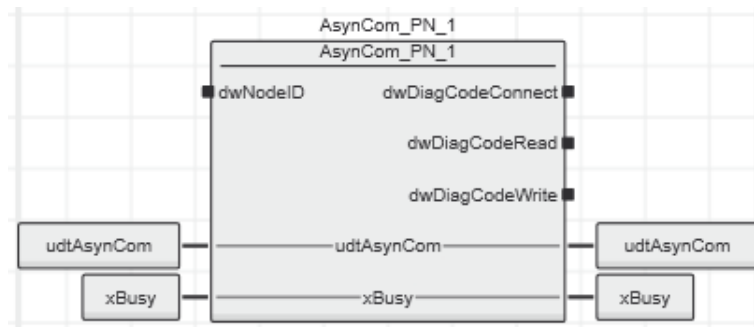 AsynCom_PN_1
AsynCom_PN_1
dwNodeID dwDiagCodeConnect
dwDiagCodeRead
dwDiagCodeWrite
udtAsynCom udtAsynCom udtAsynCom
xBusy xBusy xBusy